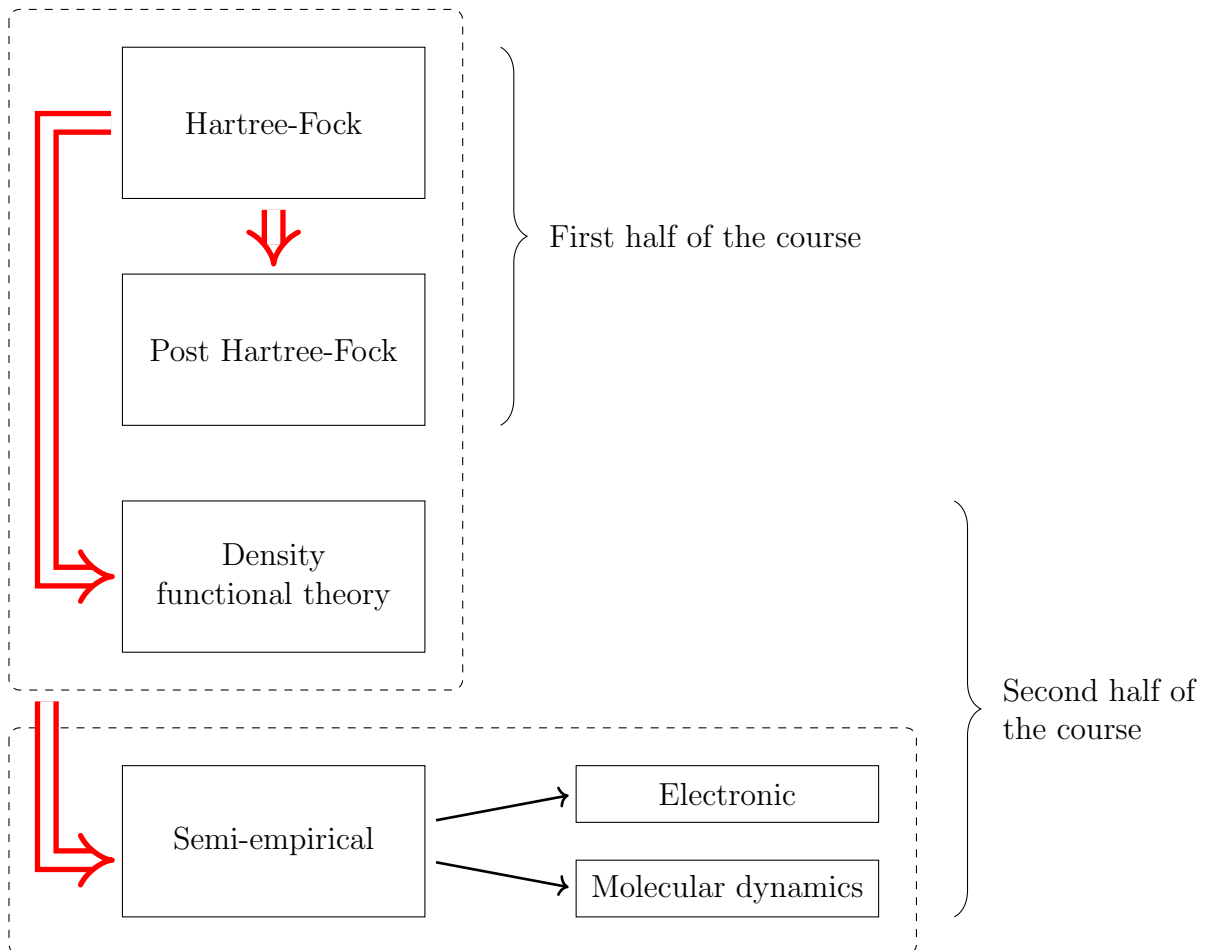 Hartree-Fock
First half of the course
Post Hartree-Fock
Density
functional theory
Second half of
the course
Electronic
Semi-empirical
Molecular dynamics